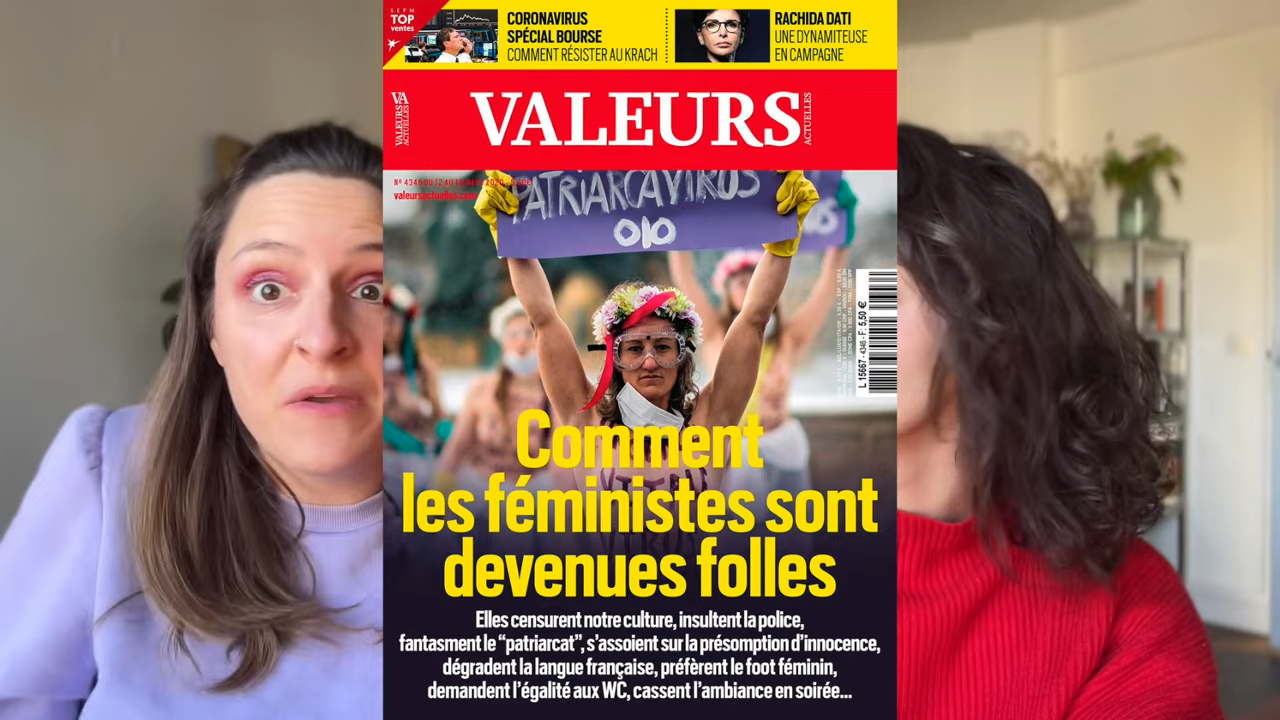 SEPM
TOP
ventes
CORONAVIRUS
SPÉCIAL BOURSE
COMMENT RÉSISTER AU KRACH
RACHIDA DATI
UNE DYNAMITEUSE
EN CAMPAGNE
VA
VALEURS
ACTUELLES
VALEURS
ACTUELLES
valeursactuelles.com
PATRIARCAVIRUS
010
L 15667 - 4346 - F: 5,50 €
Comment
les féministes sont
devenues folles
Elles censurent notre culture, insultent la police,
fantasment le “patriarcat”, s’assoient sur la présomption d’innocence,
dégradent la langue française, préfèrent le foot féminin,
demandent l’égalité aux WC, cassent l’ambiance en soirée...